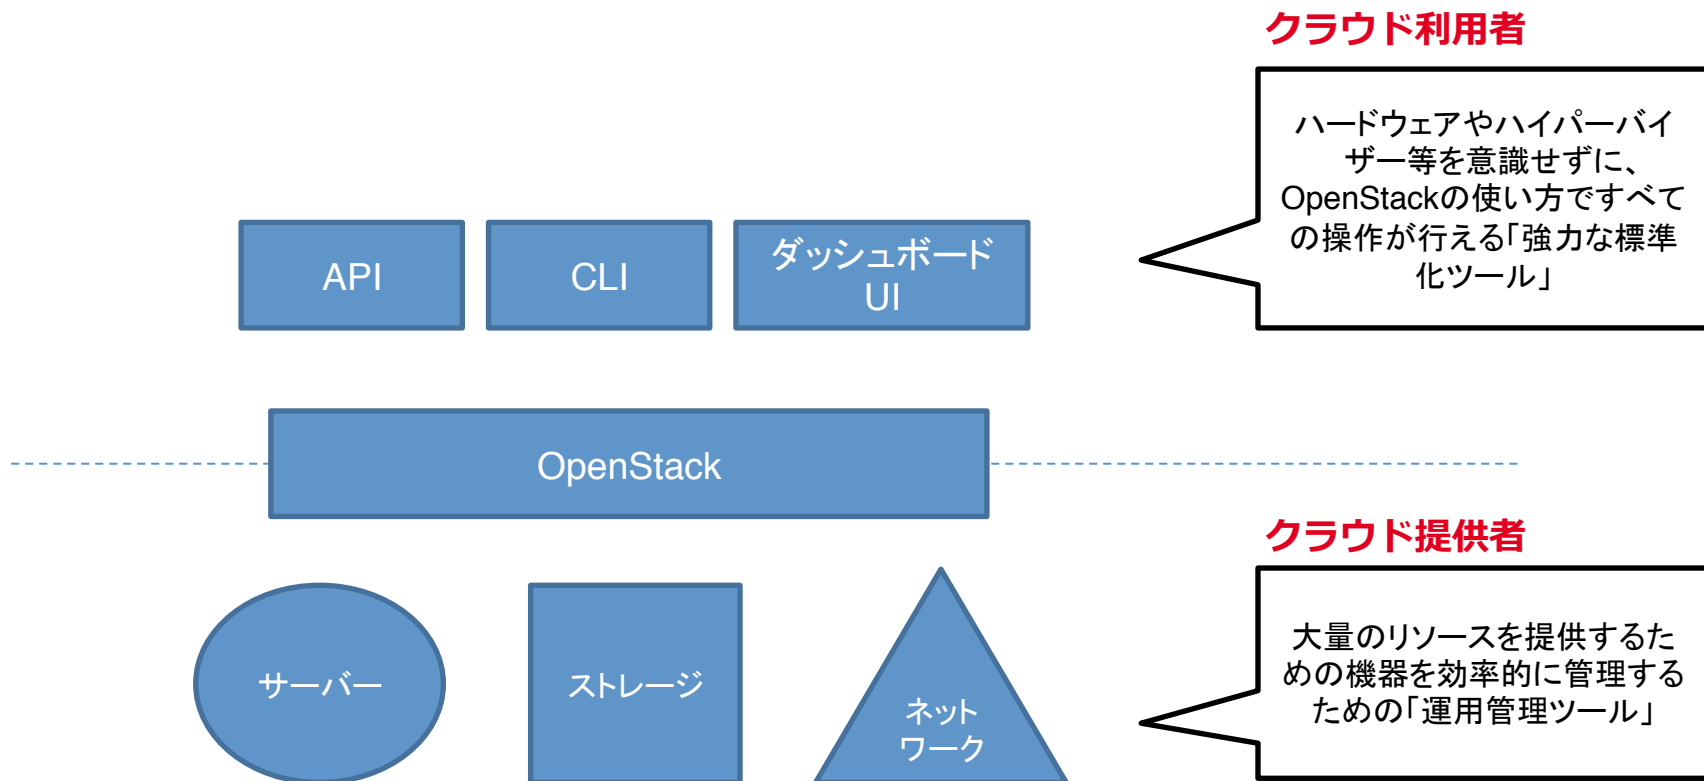 クラウド利用者
ハードウェアやハイパーバイ
ザー等を意識せずに、
OpenStackの使い方ですべて
の操作が行える「強力な標準
化ツール」
API
CLI
ダッシュボード
UI
OpenStack
クラウド提供者
大量のリソースを提供するた
めの機器を効率的に管理する
ための「運用管理ツール」
サーバー
ストレージ
ネット
ワーク